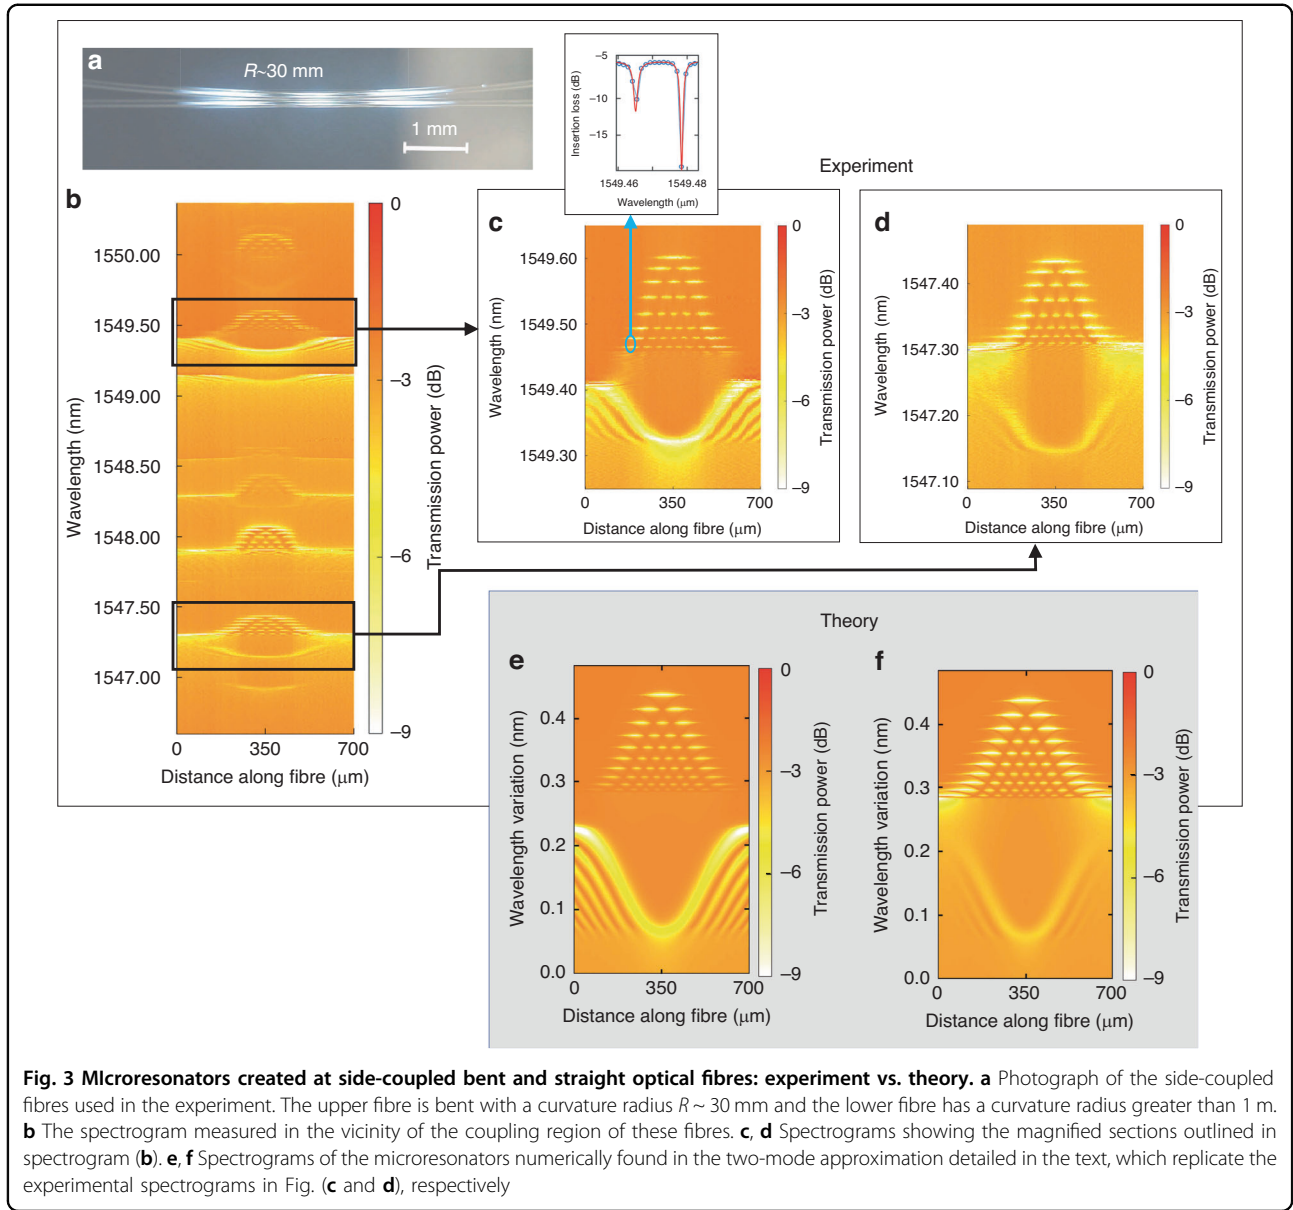 a
R~30 mm
1 mm
−5
−10
−15
Insertion loss (dB)
1549.46
1549.48
Wavelength (µm)
Experiment
b
0
−3
−6
−9
Transmission power (dB)
1550.00
1549.50
1549.00
1548.50
1548.00
1547.50
1547.00
Wavelength (nm)
0
350
700
Distance along fibre (µm)
c
0
−3
−6
−9
Transmission power (dB)
1549.60
1549.50
1549.40
1549.30
Wavelength (nm)
0
350
700
Distance along fibre (µm)
d
0
−3
−6
−9
Transmission power (dB)
1547.40
1547.30
1547.20
1547.10
Wavelength (nm)
0
350
700
Distance along fibre (µm)
Theory
e
0
−3
−6
−9
Transmission power (dB)
0.4
0.3
0.2
0.1
0.0
Wavelength variation (nm)
0
350
700
Distance along fibre (µm)
f
0
−3
−6
−9
Transmission power (dB)
0.4
0.3
0.2
0.1
0.0
Wavelength variation (nm)
0
350
700
Distance along fibre (µm)
Fig. 3 MIcroresonators created at side-coupled bent and straight optical fibres: experiment vs. theory. a Photograph of the side-coupled
fibres used in the experiment. The upper fibre is bent with a curvature radius R ~ 30 mm and the lower fibre has a curvature radius greater than 1 m.
b The spectrogram measured in the vicinity of the coupling region of these fibres. c, d Spectrograms showing the magnified sections outlined in
spectrogram (b). e, f Spectrograms of the microresonators numerically found in the two-mode approximation detailed in the text, which replicate the
experimental spectrograms in Fig. (c and d), respectively